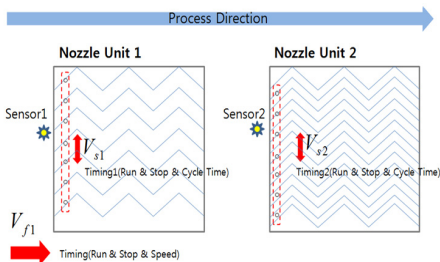 Process Direction
Nozzle Unit 1
Nozzle Unit 2
Sensor1
Sensor2
Vs1
Vs2
Timing1(Run & Stop & Cycle Time)
Timing2(Run & Stop & Cycle Time)
Vf1
Timing(Run & Stop & Speed)